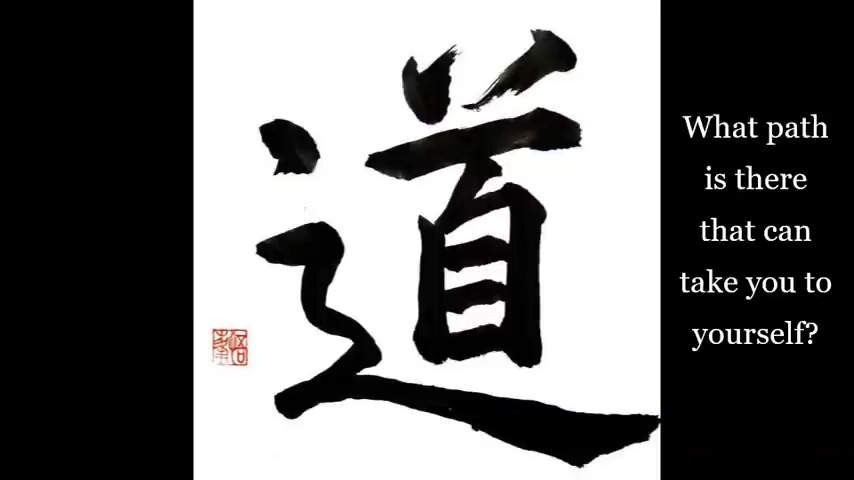 道
What path
is there
that can
take you to
yourself?